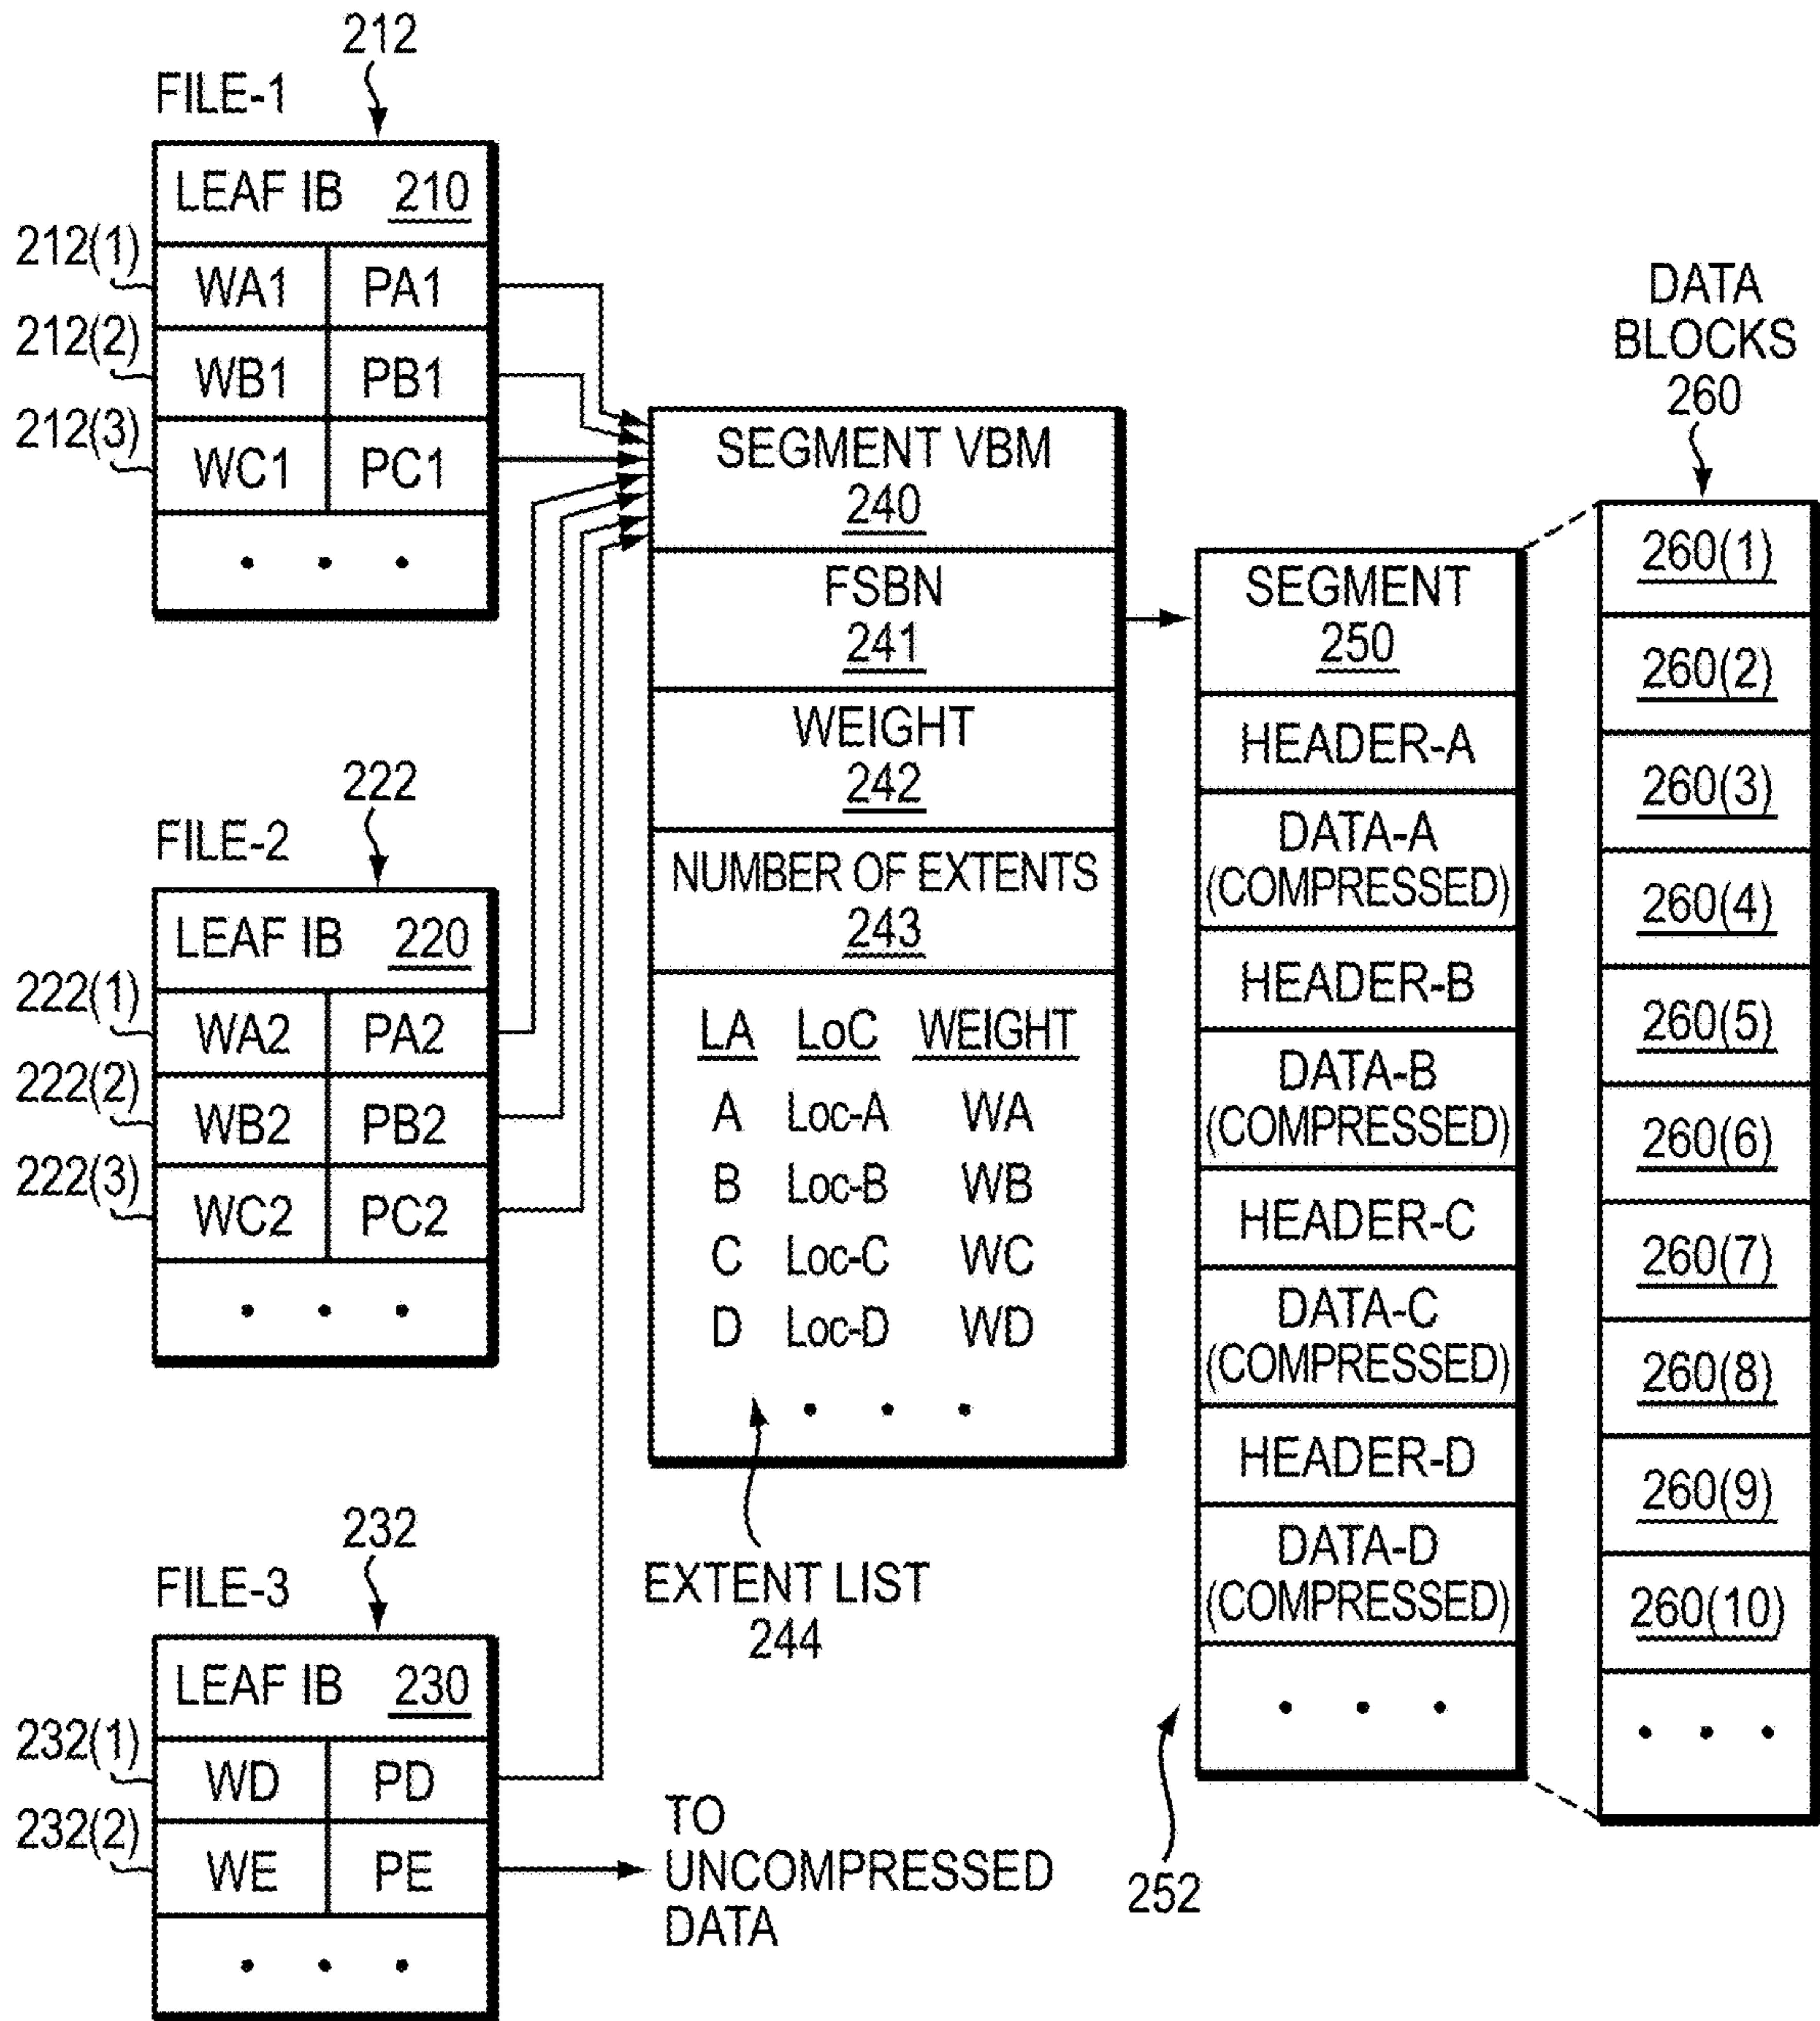 212
FILE-1
LEAF IB 210
212(1)
WA1 PA1
212(2)
WB1 PB1
212(3)
WC1 PC1
. . .
222
FILE-2
LEAF IB 220
222(1)
WA2 PA2
222(2)
WB2 PB2
222(3)
WC2 PC2
. . .
232
FILE-3
LEAF IB 230
232(1)
WD PD
232(2)
WE PE
. . .
TO
UNCOMPRESSED
DATA
SEGMENT VBM
240
FSBN
241
WEIGHT
242
NUMBER OF EXTENTS
243
LA LoC WEIGHT
A Loc-A WA
B Loc-B WB
C Loc-C WC
D Loc-D WD
. . .
EXTENT LIST
244
SEGMENT
250
HEADER-A
DATA-A
(COMPRESSED)
HEADER-B
DATA-B
(COMPRESSED)
HEADER-C
DATA-C
(COMPRESSED)
HEADER-D
DATA-D
(COMPRESSED)
. . .
252
DATA
BLOCKS
260
260(1)
260(2)
260(3)
260(4)
260(5)
260(6)
260(7)
260(8)
260(9)
260(10)
. . .